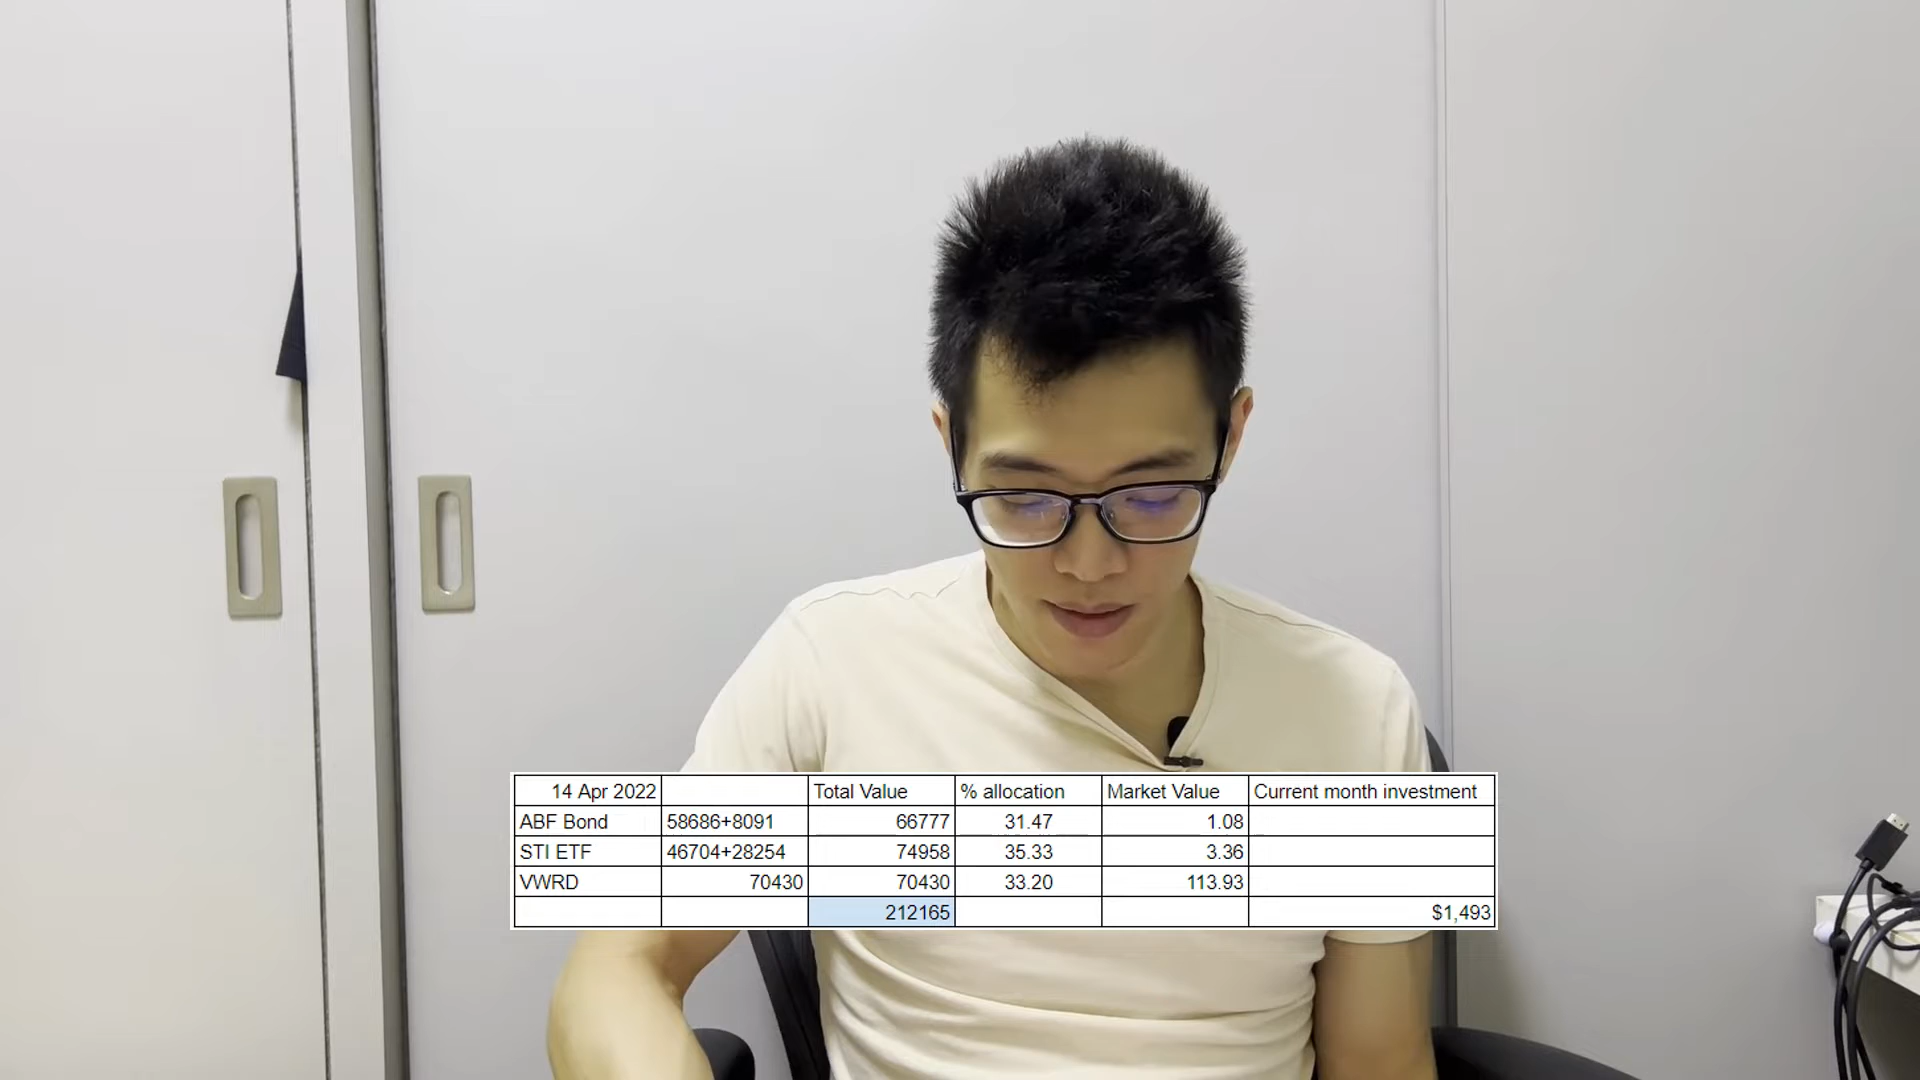 14 Apr 2022 Total Value % allocation Market Value Current month investment
ABF Bond 58686+8091 66777 31.47 1.08
STI ETF 46704+28254 74958 35.33 3.36
VWRD 70430 70430 33.20 113.93
212165 $1,493